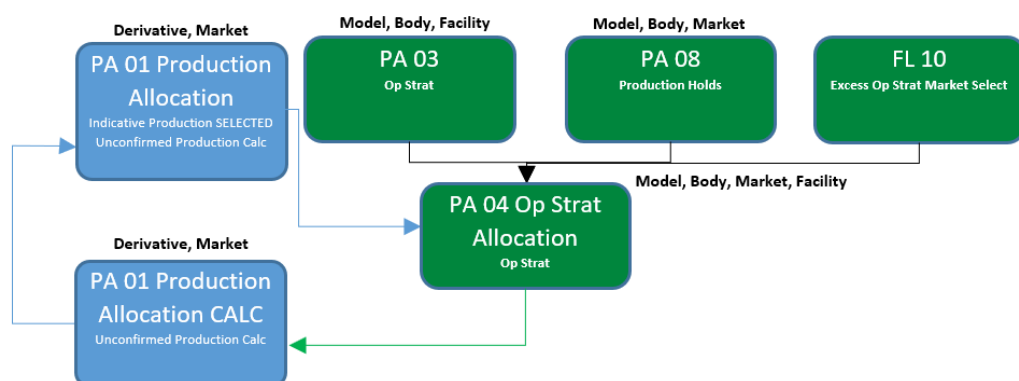 Model, Body, Facility
Model, Body, Market
Derivative, Market
PA 01 Production
Allocation
Indicative Production SELECTED
Unconfirmed Production Calc
PA 03
Op Strat
PA 08
Production Holds
FL 10
Excess Op Strat Market Select
Model, Body, Market, Facility
PA 04 Op Strat
Allocation
Op Strat
Derivative, Market
PA 01 Production
Allocation CALC
Unconfirmed Production Calc